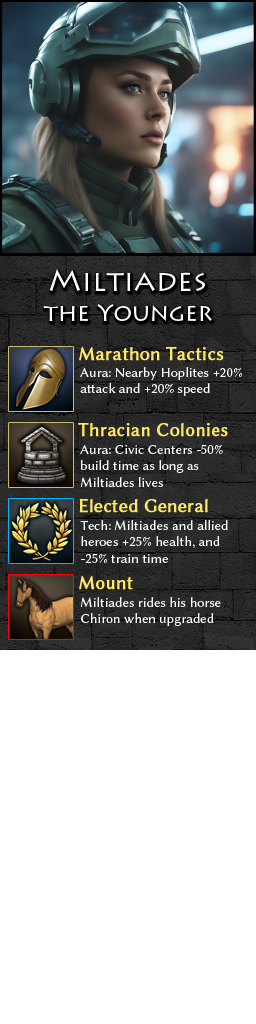 Miltiades
the Younger
Marathon Tactics
Aura: Nearby Hoplites +20%
attack and +20% speed
Thracian Colonies
Aura: Civic Centers -50%
build time as long as
Miltiades lives
Elected General
Tech: Miltiades and allied
heroes +25% health, and
-25% train time
Mount
Miltiades rides his horse
Chiron when upgraded